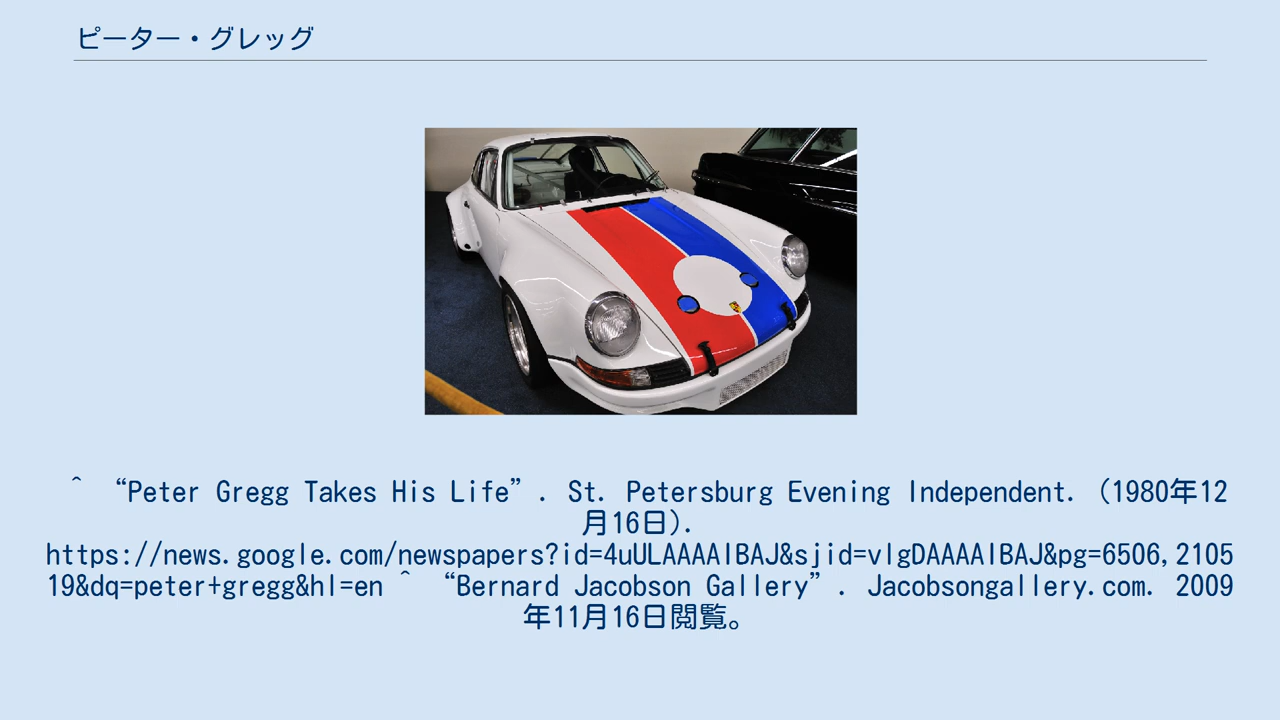 ピーター・グレッグ
^ “Peter Gregg Takes His Life”. St. Petersburg Evening Independent. (1980年12
月16日).
https://news.google.com/newspapers?id=4uULAAAAIBAJ&sjid=vlgDAAAAIBAJ&pg=6506,2105
19&dq=peter+gregg&hl=en ^ “Bernard Jacobson Gallery”. Jacobsongallery.com. 2009
年11月16日閲覧。